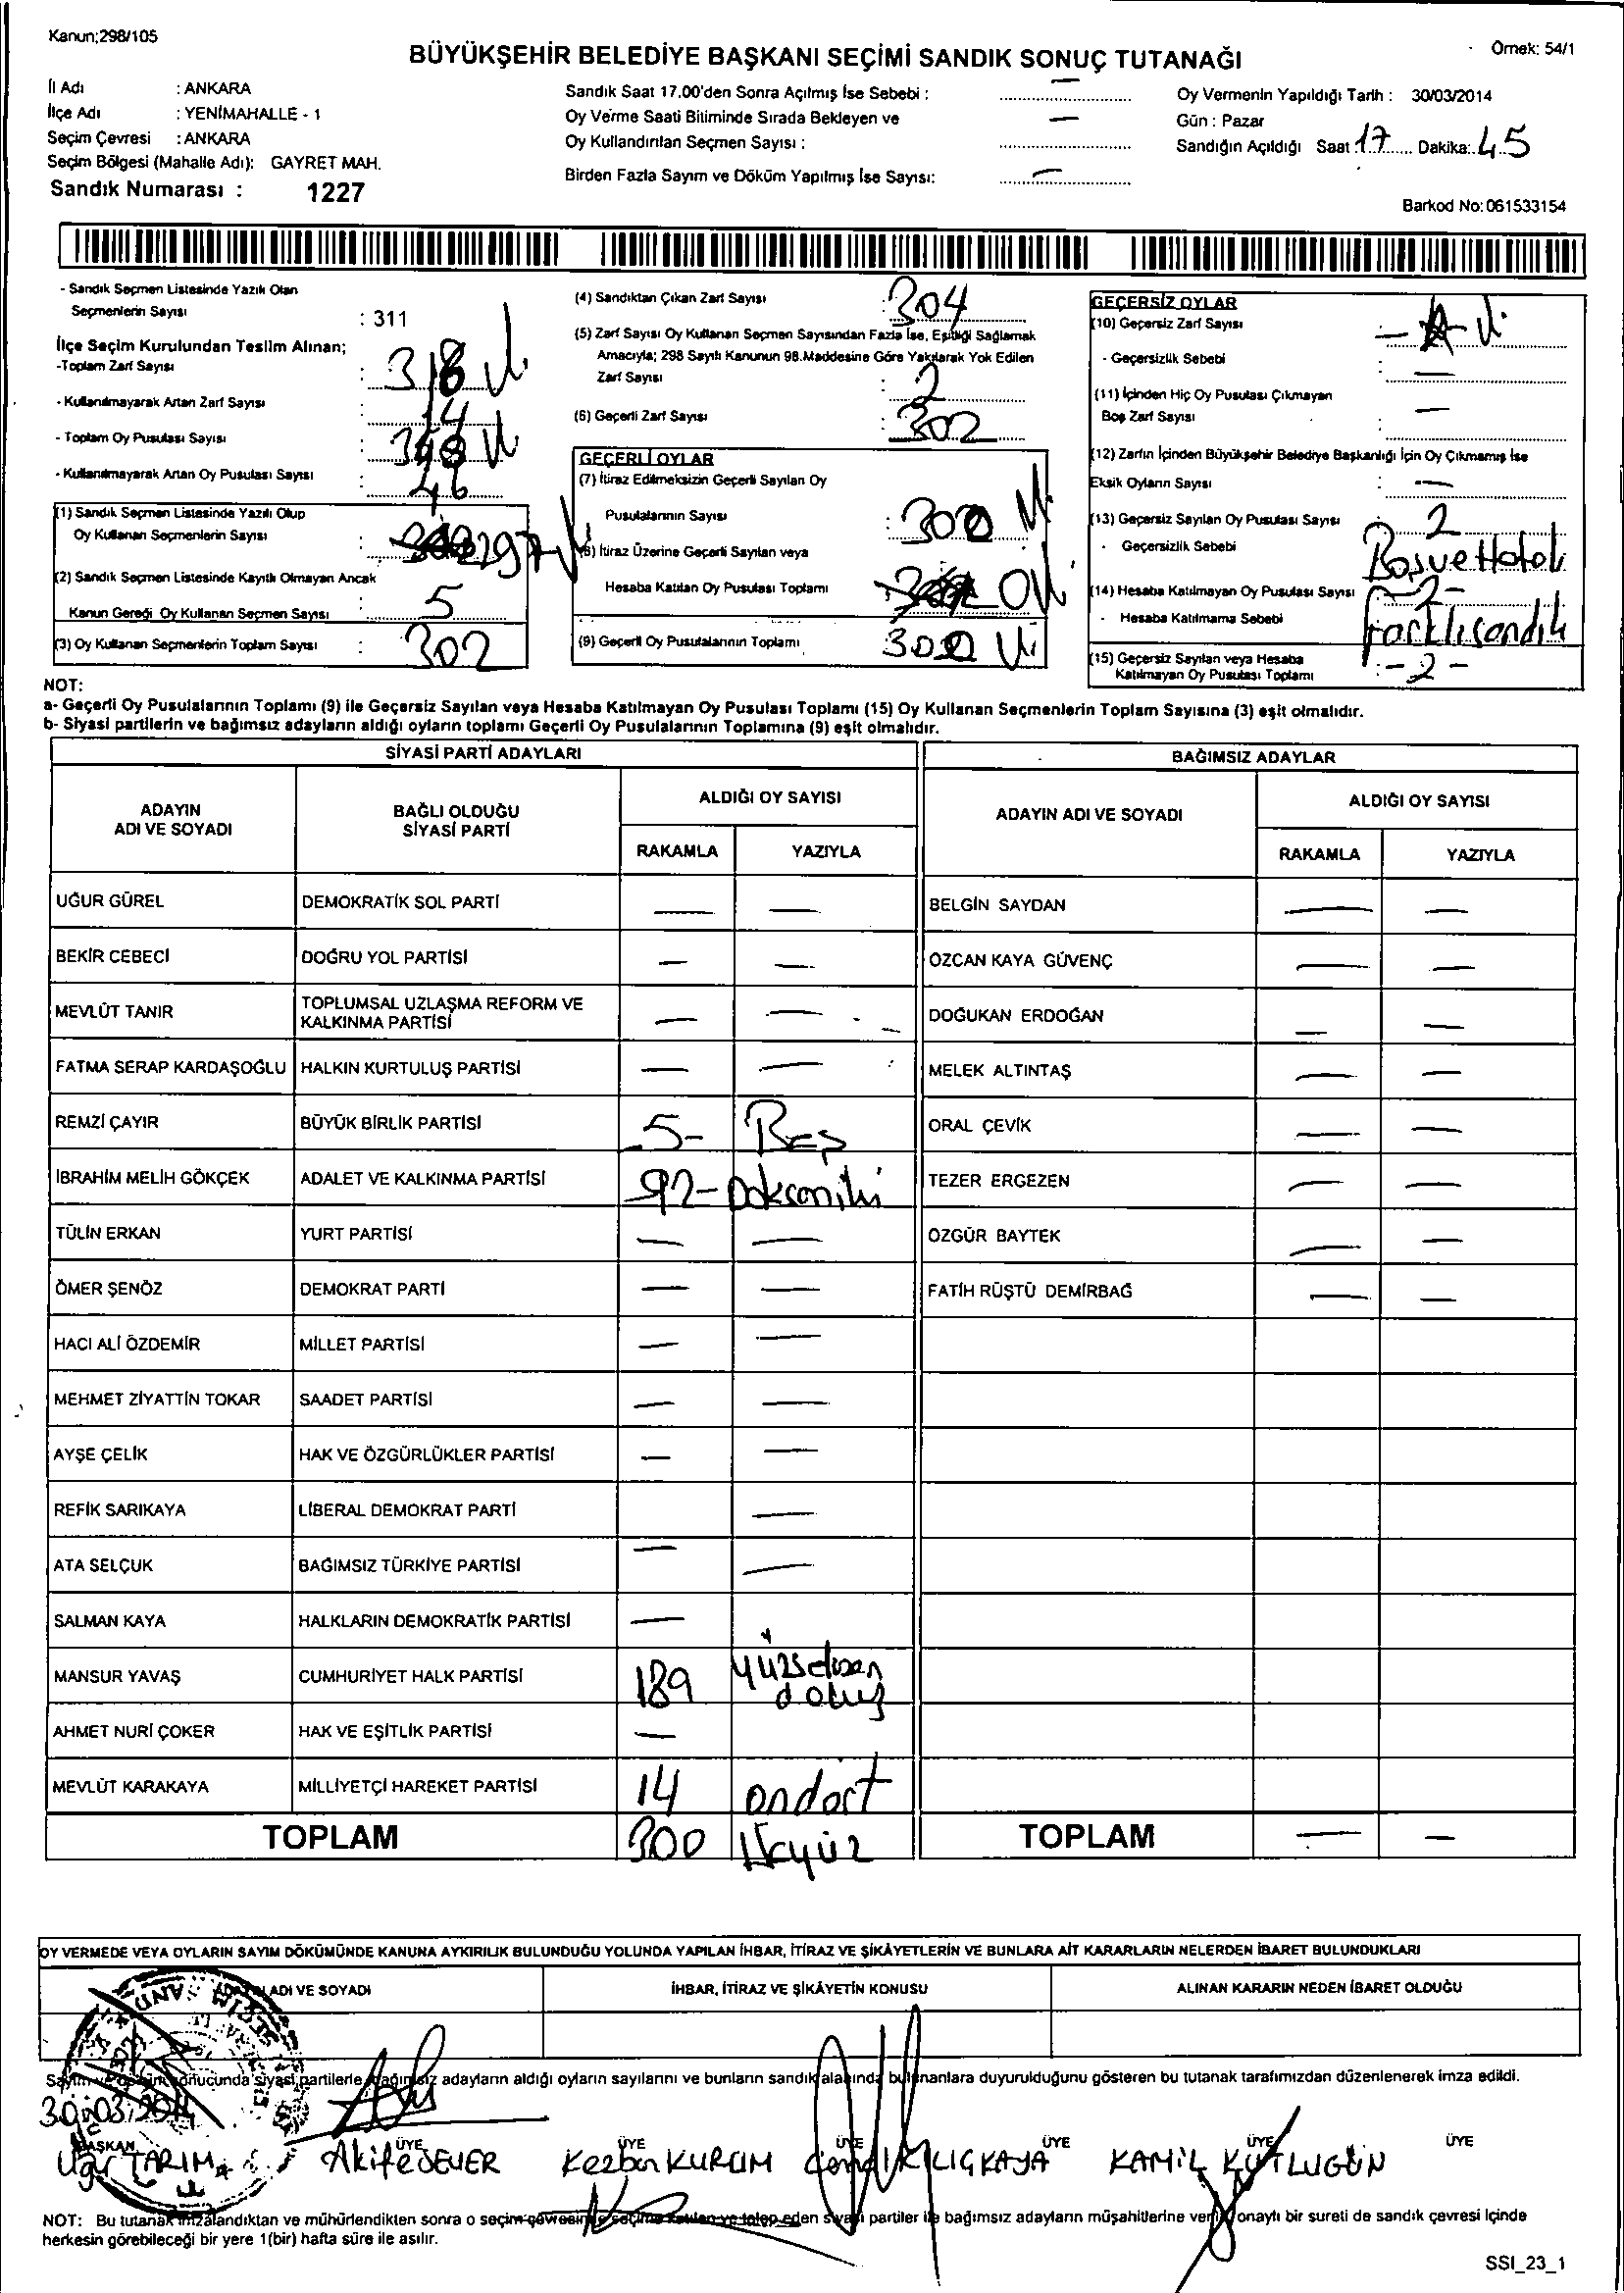 Kanun;298/105
BÜYÜKŞEHİR BELEDİYE BAŞKANI SEÇİMİ SANDIK SONUÇ TUTANAĞI
Örnek: 54/1
İl Adı : ANKARA
İlçe Adı : YENİMAHALLE - 1
Seçim Çevresi : ANKARA
Seçim Bölgesi (Mahalle Adı): GAYRET MAH.
Sandık Numarası : 1227
Sandık Saat 17.00'den Sonra Açılmış İse Sebebi : —
Oy Verme Saati Bitiminde Sırada Bekleyen ve
Oy Kullandırılan Seçmen Sayısı : —
Birden Fazla Sayım ve Döküm Yapılmış İse Sayısı: —
Oy Vermenin Yapıldığı Tarih : 30/03/2014
Gün : Pazar
Sandığın Açıldığı Saat 17 Dakika: 45
Barkod No: 061533154
- Sandık Seçmen Listesinde Yazılı Olan
Seçmenlerin Sayısı : 311
İlçe Seçim Kurulundan Teslim Alınan;
-Toplam Zarf Sayısı : 318
- Kullanılmayarak Artan Zarf Sayısı : 14
- Toplam Oy Pusulası Sayısı :
- Kullanılmayarak Artan Oy Pusulası Sayısı :
(1) Sandık Seçmen Listesinde Yazılı Olup
Oy Kullanan Seçmenlerin Sayısı : 297
(2) Sandık Seçmen Listesinde Kayıtlı Olmayan Ancak
Kanun Gereği Oy Kullanan Seçmen Sayısı : 5
(3) Oy Kullanan Seçmenlerin Toplam Sayısı : 302
(4) Sandıktan Çıkan Zarf Sayısı : 304
(5) Zarf Sayısı Oy Kullanan Seçmen Sayısından Fazla İse, Eşitliği Sağlamak
Amacıyla; 298 Sayılı Kanunun 98.Maddesine Göre Yakılarak Yok Edilen
Zarf Sayısı : 2
(6) Geçerli Zarf Sayısı : 302
GEÇERLİ OYLAR
(7) İtiraz Edilmeksizin Geçerli Sayılan Oy
Pusulalarının Sayısı : 300
(8) İtiraz Üzerine Geçerli Sayılan veya
Hesaba Katılan Oy Pusulası Toplamı : 0
(9) Geçerli Oy Pusulalarının Toplamı : 300
GEÇERSİZ OYLAR
(10) Geçersiz Zarf Sayısı
- Geçersizlik Sebebi : —
(11) İçinden Hiç Oy Pusulası Çıkmayan
Boş Zarf Sayısı : —
(12) Zarfın İçinden Büyükşehir Belediye Başkanlığı İçin Oy Çıkmamış İse
Eksik Oyların Sayısı : —
(13) Geçersiz Sayılan Oy Pusulası Sayısı : 2
- Geçersizlik Sebebi Boş ve Hatalı
(14) Hesaba Katılmayan Oy Pusulası Sayısı : -2-
- Hesaba Katılmama Sebebi Farklı sandık
(15) Geçersiz Sayılan veya Hesaba
Katılmayan Oy Pusulası Toplamı : - 2 -
NOT:
a- Geçerli Oy Pusulalarının Toplamı (9) ile Geçersiz Sayılan veya Hesaba Katılmayan Oy Pusulası Toplamı (15) Oy Kullanan Seçmenlerin Toplam Sayısına (3) eşit olmalıdır.
b- Siyasi partilerin ve bağımsız adayların aldığı oyların toplamı Geçerli Oy Pusulalarının Toplamına (9) eşit olmalıdır.
SİYASİ PARTİ ADAYLARI
ADAYIN ADI VE SOYADI BAĞLI OLDUĞU SİYASİ PARTİ ALDIĞI OY SAYISI
RAKAMLA YAZIYLA
UĞUR GÜREL DEMOKRATİK SOL PARTİ — —
BEKİR CEBECİ DOĞRU YOL PARTİSİ — —
MEVLÜT TANIR TOPLUMSAL UZLAŞMA REFORM VE KALKINMA PARTİSİ — —
FATMA SERAP KARDAŞOĞLU HALKIN KURTULUŞ PARTİSİ — —
REMZİ ÇAYIR BÜYÜK BİRLİK PARTİSİ -5- Beş
İBRAHİM MELİH GÖKÇEK ADALET VE KALKINMA PARTİSİ 92- Doksaniki
TÜLİN ERKAN YURT PARTİSİ — —
ÖMER ŞENÖZ DEMOKRAT PARTİ — —
HACI ALİ ÖZDEMİR MİLLET PARTİSİ — —
MEHMET ZİYATTİN TOKAR SAADET PARTİSİ — —
AYŞE ÇELİK HAK VE ÖZGÜRLÜKLER PARTİSİ — —
REFİK SARIKAYA LİBERAL DEMOKRAT PARTİ —
ATA SELÇUK BAĞIMSIZ TÜRKİYE PARTİSİ — —
SALMAN KAYA HALKLARIN DEMOKRATİK PARTİSİ —
MANSUR YAVAŞ CUMHURİYET HALK PARTİSİ 189 yüzseksen dokuz
AHMET NURİ ÇOKER HAK VE EŞİTLİK PARTİSİ —
MEVLÜT KARAKAYA MİLLİYETÇİ HAREKET PARTİSİ 14 ondört
TOPLAM 300 Üçyüz
BAĞIMSIZ ADAYLAR
ADAYIN ADI VE SOYADI ALDIĞI OY SAYISI
RAKAMLA YAZIYLA
BELGİN SAYDAN — —
ÖZCAN KAYA GÜVENÇ — —
DOĞUKAN ERDOĞAN — —
MELEK ALTINTAŞ — —
ORAL ÇEVİK — —
TEZER ERGEZEN — —
ÖZGÜR BAYTEK — —
FATİH RÜŞTÜ DEMİRBAĞ — —
TOPLAM — —
OY VERMEDE VEYA OYLARIN SAYIM DÖKÜMÜNDE KANUNA AYKIRILIK BULUNDUĞU YOLUNDA YAPILAN İHBAR, İTİRAZ VE ŞİKÂYETLERİN VE BUNLARA AİT KARARLARIN NELERDEN İBARET BULUNDUKLARI
ADI VE SOYADI İHBAR, İTİRAZ VE ŞİKÂYETİN KONUSU ALINAN KARARIN NEDEN İBARET OLDUĞU
Sayım ve döküm sonucunda siyasi partilerle bağımsız adayların aldığı oyların sayılarını ve bunların sandık alanında bulunanlara duyurulduğunu gösteren bu tutanak tarafımızdan düzenlenerek imza edildi.
30.03.2014
BAŞKAN ÜYE ÜYE ÜYE ÜYE ÜYE ÜYE
Uğur TARIM Akife SEVER Kezban KURUM KILIÇKAYA KAMİL KUTLUGÜN
NOT: Bu tutanak imzalandıktan ve mühürlendikten sonra o seçim çevresinde seçime katılan ve talep eden siyasi partiler ile bağımsız adayların müşahitlerine verilir, onaylı bir sureti de sandık çevresi içinde
herkesin görebileceği bir yere 1(bir) hafta süre ile asılır.
SSI_23_1